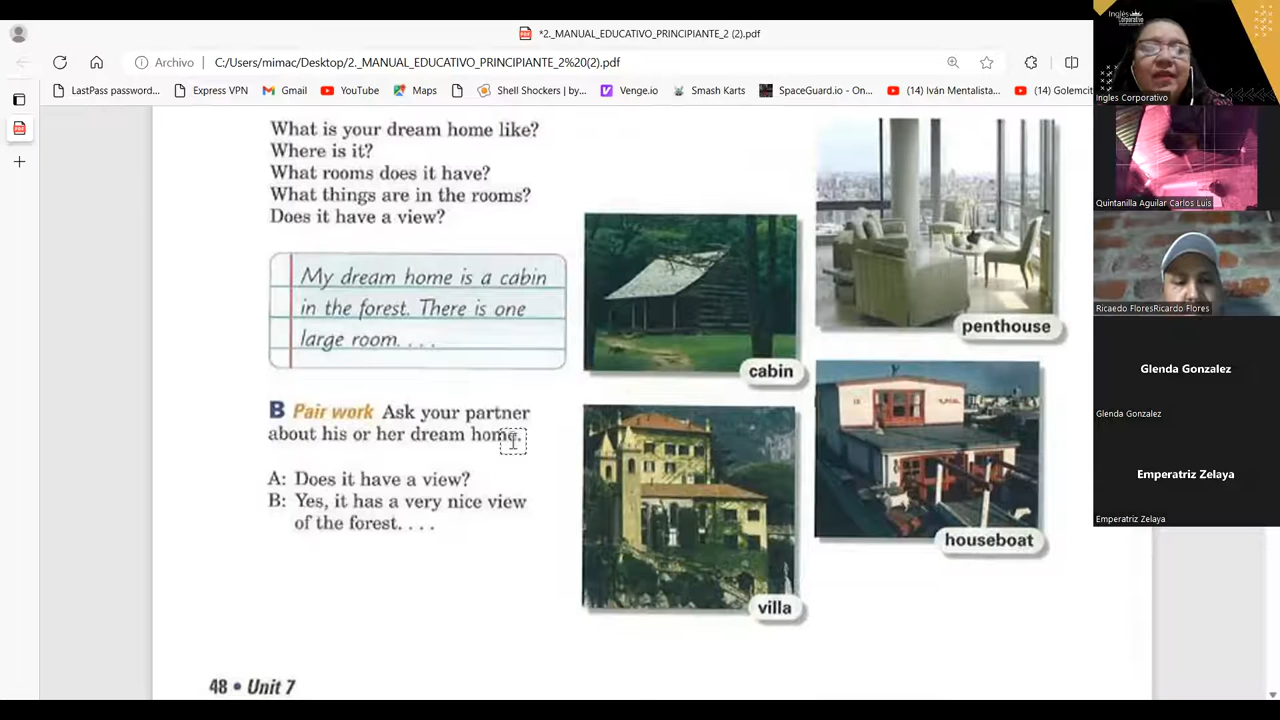 *2._MANUAL_EDUCATIVO_PRINCIPIANTE_2 (2).pdf
Archivo
C:/Users/mimac/Desktop/2._MANUAL_EDUCATIVO_PRINCIPIANTE_2%20(2).pdf
LastPass password...
Express VPN
Gmail
YouTube
Maps
Shell Shockers | by...
Venge.io
Smash Karts
SpaceGuard.io - On...
(14) Iván Mentalista...
(14) Golemcit
What is your dream home like?
Where is it?
What rooms does it have?
What things are in the rooms?
Does it have a view?
My dream home is a cabin
in the forest. There is one
large room. . . .
B Pair work Ask your partner
about his or her dream home.
A: Does it have a view?
B: Yes, it has a very nice view
of the forest. . . .
penthouse
cabin
houseboat
villa
48 • Unit 7
Inglés
Corporativo
Ingles Corporativo
Quintanilla Aguilar Carlos Luis
Ricaedo FloresRicardo Flores
Glenda Gonzalez
Glenda Gonzalez
Emperatriz Zelaya
Emperatriz Zelaya